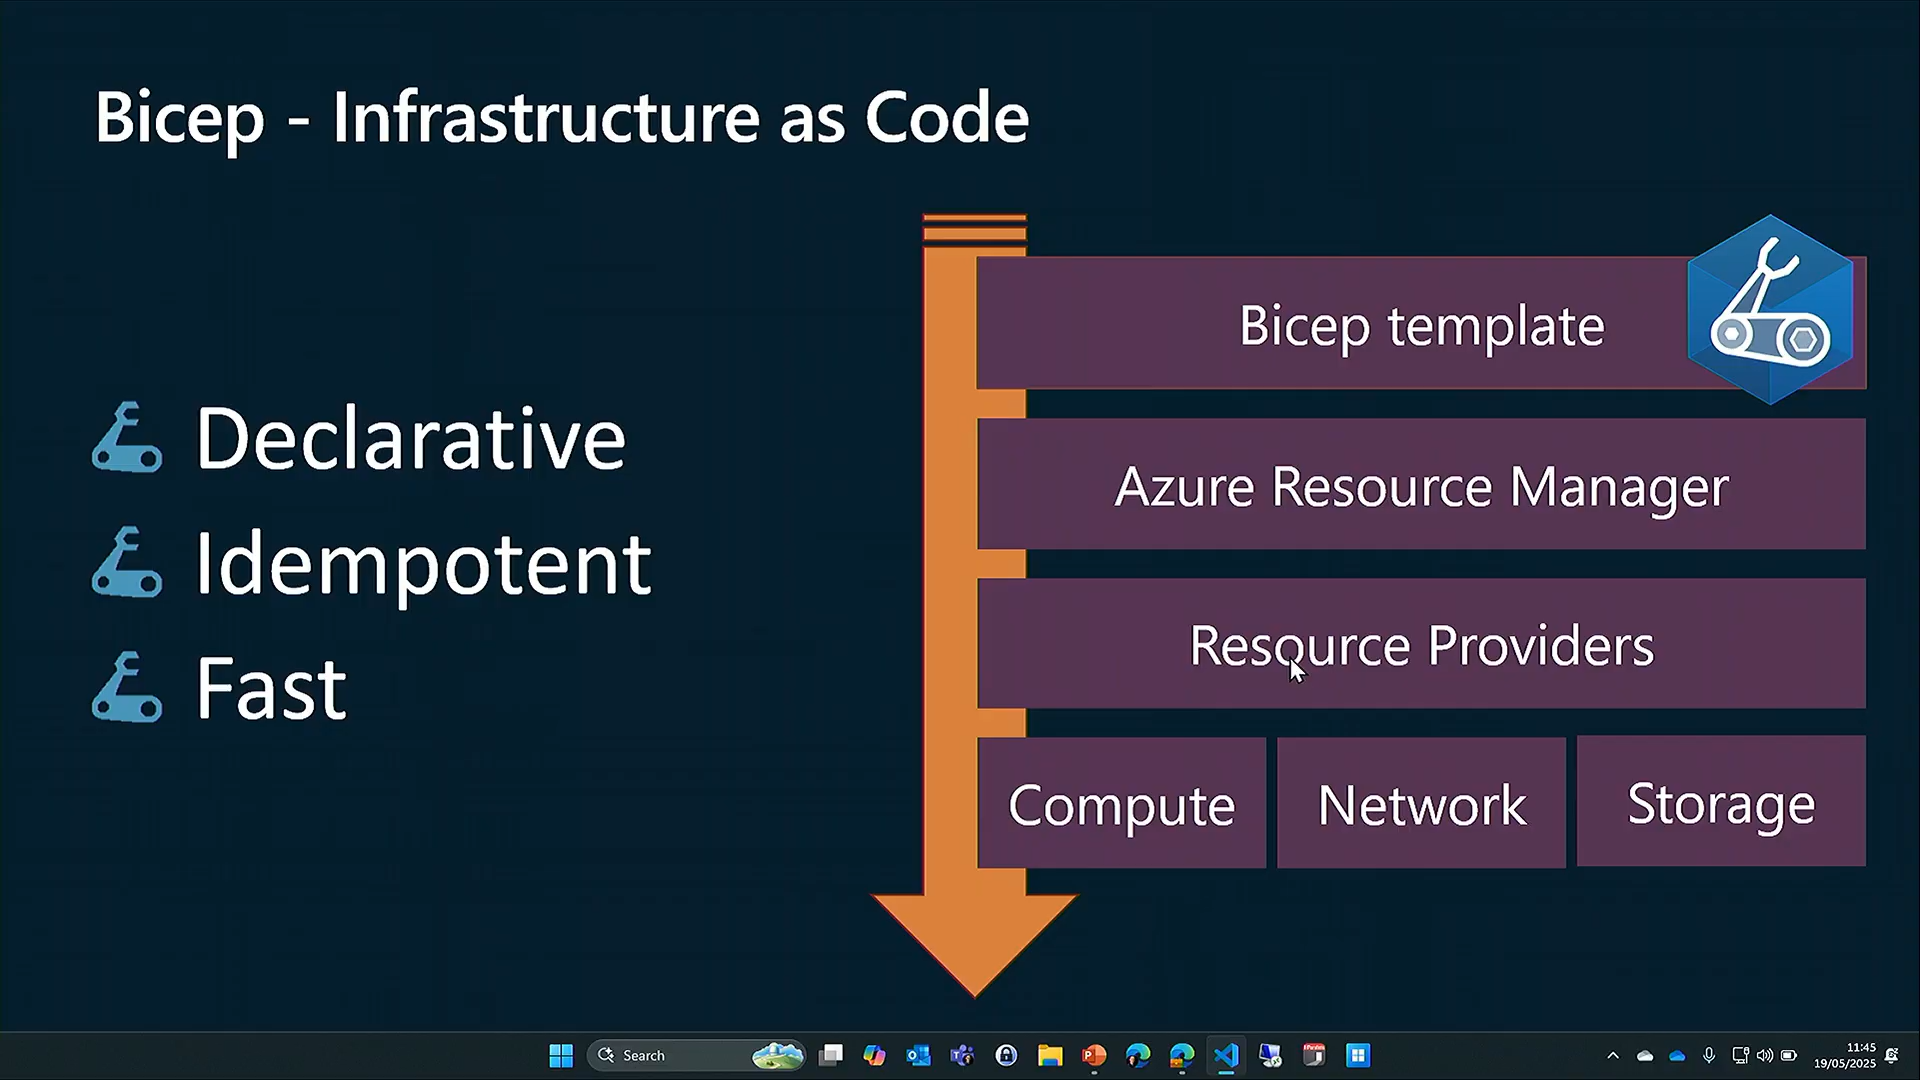 Bicep - Infrastructure as Code
Declarative
Idempotent
Fast
Bicep template
Azure Resource Manager
Resource Providers
Compute
Network
Storage
Search
11:45
19/05/2025